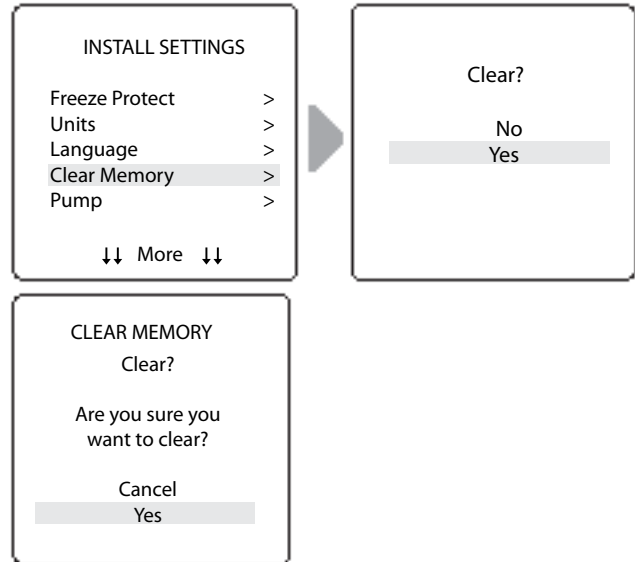 INSTALL SETTINGS
Freeze Protect >
Units >
Language >
Clear Memory >
Pump >
↓↓ More ↓↓
Clear?
No
Yes
CLEAR MEMORY
Clear?
Are you sure you
want to clear?
Cancel
Yes